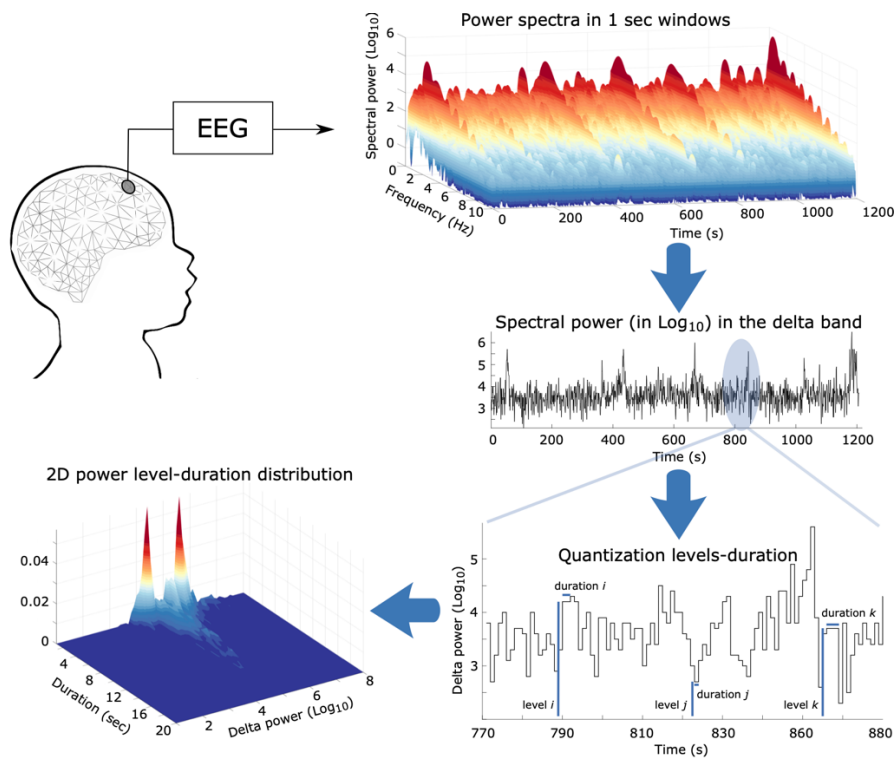 Power spectra in 1 sec windows
EEG
Spectral power (Log10)
6
4
2
0
0
2
4
6
8
10
Frequency (Hz)
0
200
400
600
800
1000
1200
Time (s)
Spectral power (in Log10) in the delta band
6
5
4
3
0
200
400
600
800
1000
1200
Time (s)
2D power level-duration distribution
0.04
0.02
0
4
8
12
16
20
Duration (sec)
2
4
6
8
Delta power (Log10)
Quantization levels-duration
Delta power (Log10)
5
4
3
duration i
duration k
duration j
level i
level j
level k
770
790
800
820
840
860
880
Time (s)